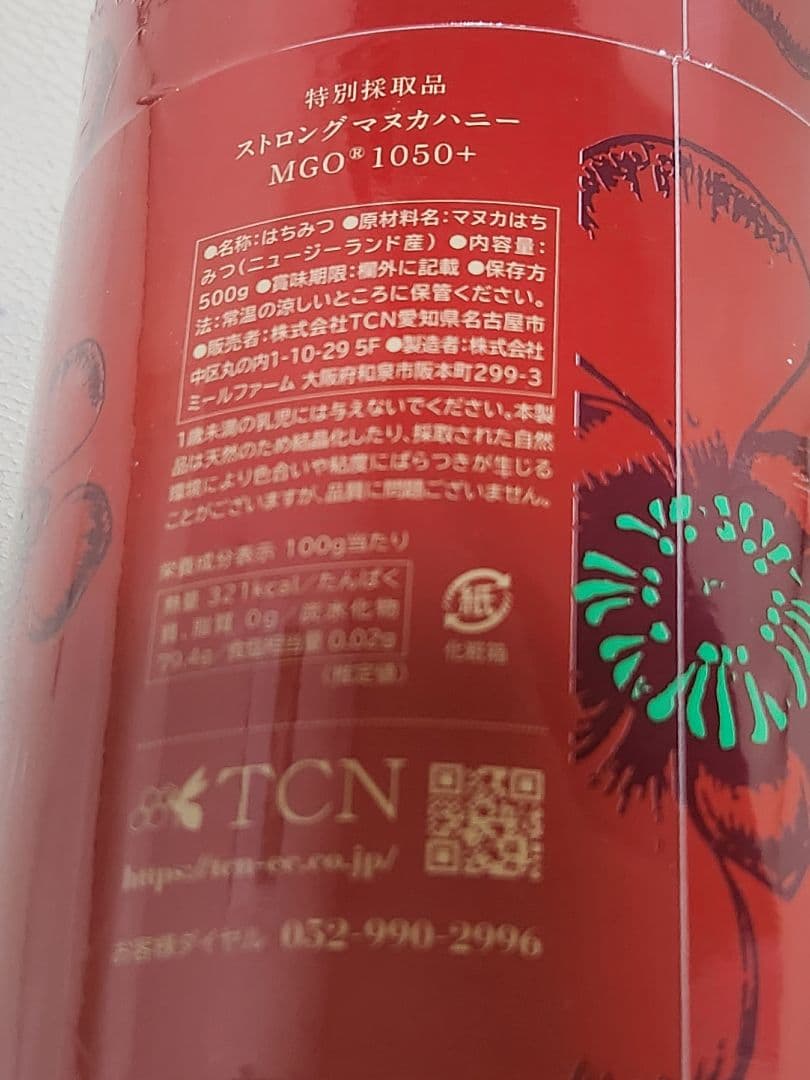 特別採取品
ストロングマヌカハニー
MGO® 1050+
●名称：はちみつ ●原材料名：マヌカはち
みつ（ニュージーランド産） ●内容量：
500g ●賞味期限：欄外に記載 ●保存方
法：常温の涼しいところに保管ください。
●販売者：株式会社TCN愛知県名古屋市
中区丸の内1-10-29 5F ●製造者：株式会社
ミールファーム 大阪府和泉市阪本町299-3
1歳未満の乳児には与えないでください。本製
品は天然のため結晶化したり、採取された自然
環境により色合いや粘度にばらつきが生じる
ことがございますが、品質に問題ございません。
栄養成分表示 100g当たり
熱量 321kcal／たんぱく
質、脂質 0g／炭水化物
79.4g／食塩相当量 0.02g
（推定値）
紙
化粧箱
TCN
https://tcn-ec.co.jp/
お客様ダイヤル 052-990-2996